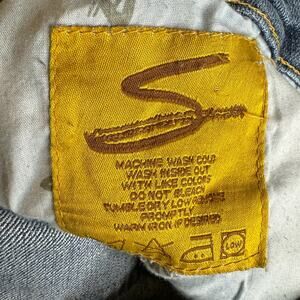 S
MACHINE WASH COLD
WASH INSIDE OUT
WITH LIKE COLORS
DO NOT BLEACH
TUMBLE DRY LOW REMOVE
PROMPTLY
WARM IRON IF DESIRED
LOW